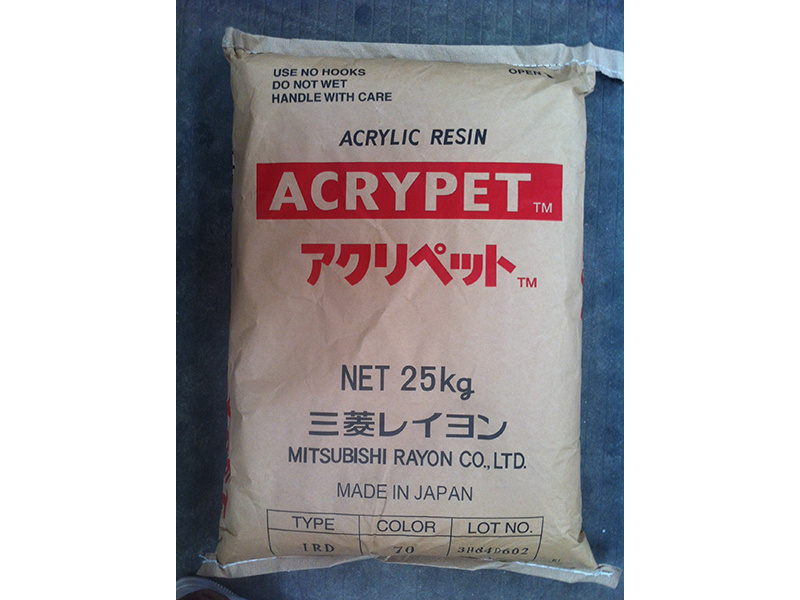 USE NO HOOKS
DO NOT WET
HANDLE WITH CARE
OPEN
ACRYLIC RESIN
ACRYPET TM
アクリペット TM
NET 25kg
三菱レイヨン
MITSUBISHI RAYON CO.,LTD.
MADE IN JAPAN
TYPE COLOR LOT NO.
IRD 70